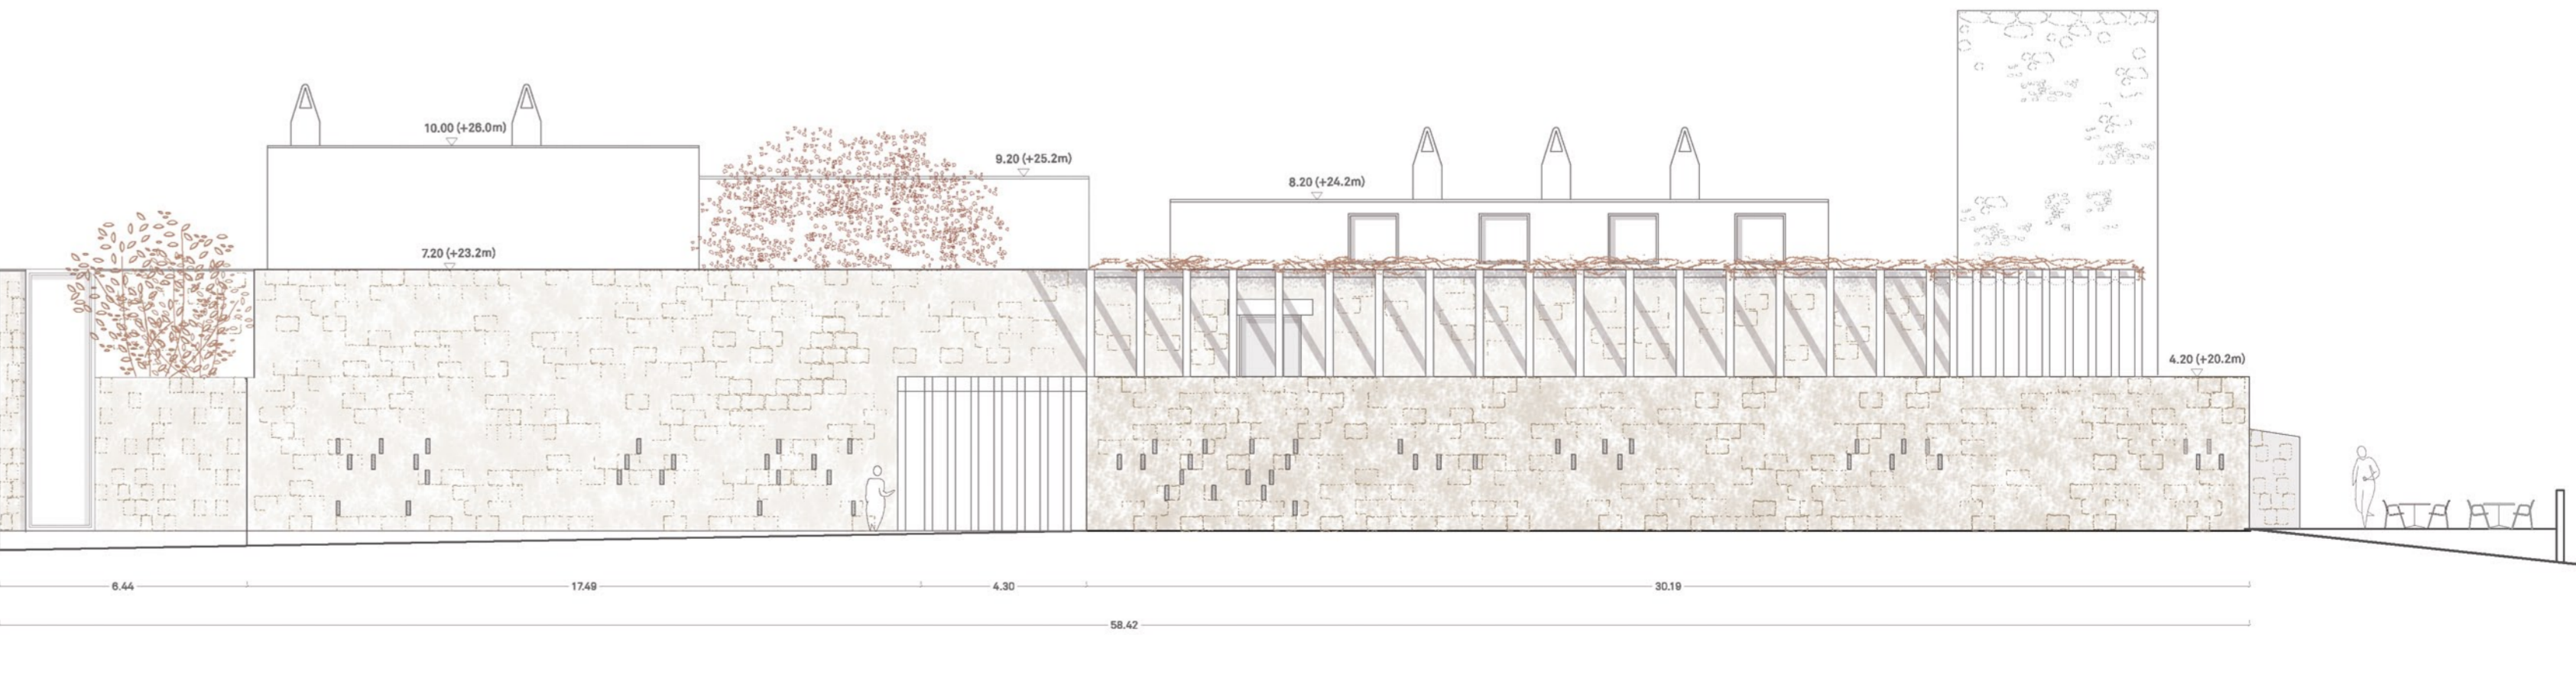 10.00 (+26.0m)
9.20 (+25.2m)
8.20 (+24.2m)
7.20 (+23.2m)
4.20 (+20.2m)
6.44
17.49
4.30
30.19
58.42